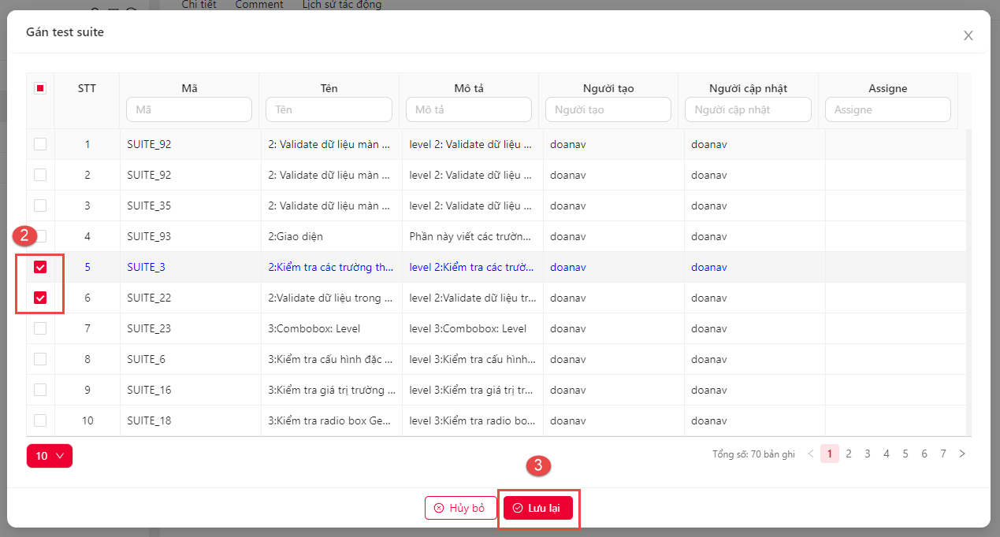 Chi tiết Comment Lịch sử tác động
Gán test suite
STT Mã Tên Mô tả Người tạo Người cập nhật Assigne
Mã Tên Mô tả Người tạo Người cập nhật Assigne
1 SUITE_92 2: Validate dữ liệu màn ... level 2: Validate dữ liệu ... doanav doanav
2 SUITE_92 2: Validate dữ liệu màn ... level 2: Validate dữ liệu ... doanav doanav
3 SUITE_35 2: Validate dữ liệu màn ... level 2: Validate dữ liệu ... doanav doanav
2
4 SUITE_93 2:Giao diện Phần này viết các trườn... doanav doanav
5 SUITE_3 2:Kiểm tra các trường th... level 2:Kiểm tra các trườ... doanav doanav
6 SUITE_22 2:Validate dữ liệu trong ... level 2:Validate dữ liệu tr... doanav doanav
7 SUITE_23 3:Combobox: Level level 3:Combobox: Level doanav doanav
8 SUITE_6 3:Kiểm tra cấu hình đặc ... level 3:Kiểm tra cấu hình... doanav doanav
9 SUITE_16 3:Kiểm tra giá trị trường ... level 3:Kiểm tra giá trị tr... doanav doanav
10 SUITE_18 3:Kiểm tra radio box Ge... level 3:Kiểm tra radio bo... doanav doanav
10 Tổng số: 70 bản ghi < 1 2 3 4 5 6 7 >
3
Hủy bỏ Lưu lại